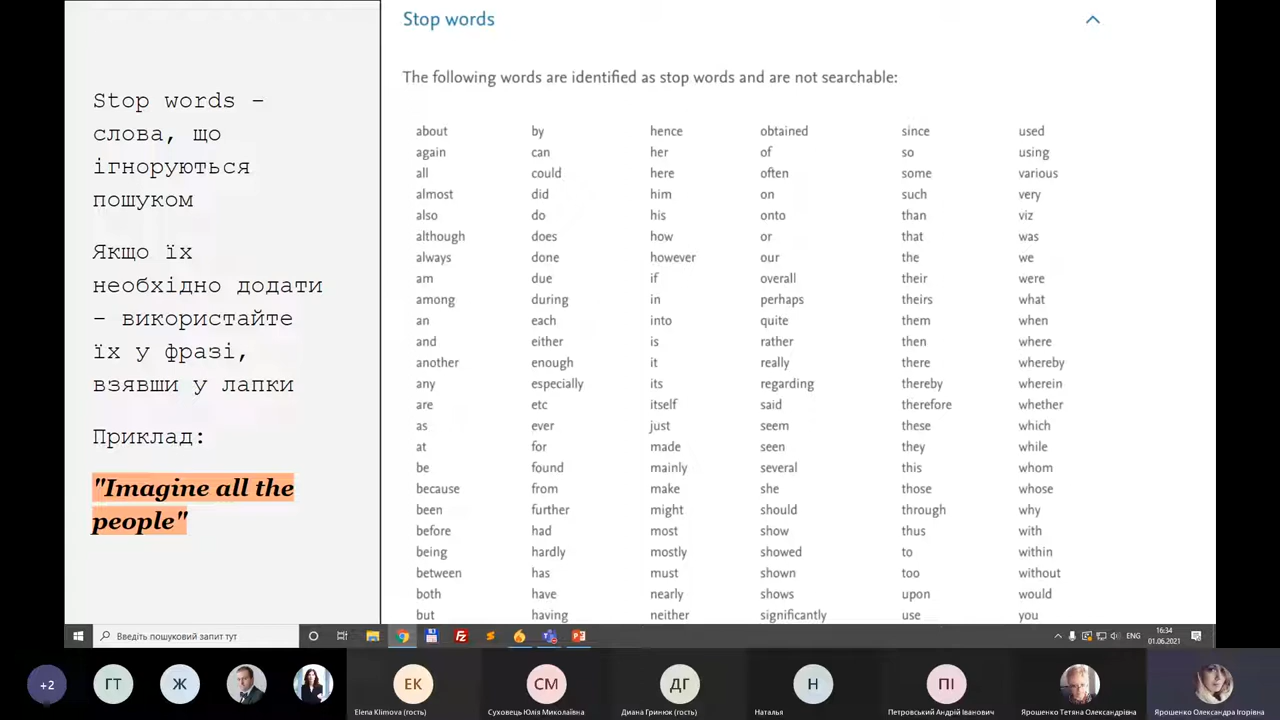 Stop words –
слова, що
ігноруються
пошуком
Якщо їх
необхідно додати
– використайте
їх у фразі,
взявши у лапки
Приклад:
"Imagine all the
people"
Stop words
The following words are identified as stop words and are not searchable:
about by hence obtained since used
again can her of so using
all could here often some various
almost did him on such very
also do his onto than viz
although does how or that was
always done however our the we
am due if overall their were
among during in perhaps theirs what
an each into quite them when
and either is rather then where
another enough it really there whereby
any especially its regarding thereby wherein
are etc itself said therefore whether
as ever just seem these which
at for made seen they while
be found mainly several this whom
because from make she those whose
been further might should through why
before had most show thus with
being hardly mostly showed to within
between has must shown too without
both have nearly shows upon would
but having neither significantly use you
Введіть пошуковий запит тут
ENG
16:34
01.06.2021
+2 ГТ Ж ЕК СМ ДГ Н ПІ
Elena Klimova (гость) Суховець Юлія Миколаївна Диана Гринюк (гость) Наталья Петровський Андрій Іванович Ярошенко Тетяна Олександрівна Ярошенко Олександра Ігорівна